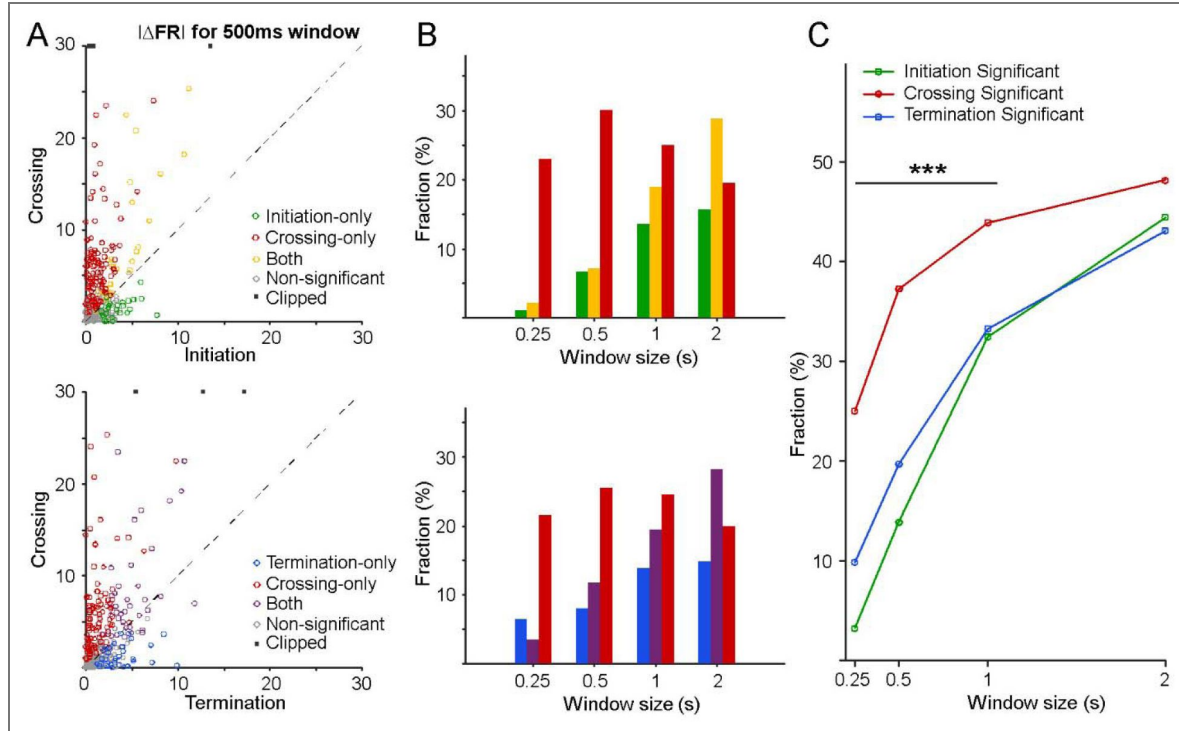 A
|ΔFR| for 500ms window
30
20
10
0
10
20
30
Crossing
Initiation
Initiation-only
Crossing-only
Both
Non-significant
Clipped
30
20
10
0
10
20
30
Crossing
Termination
Termination-only
Crossing-only
Both
Non-significant
Clipped
B
30
20
10
Fraction (%)
0.25 0.5 1 2
Window size (s)
30
20
10
Fraction (%)
0.25 0.5 1 2
Window size (s)
C
Initiation Significant
Crossing Significant
Termination Significant
***
50
40
30
20
10
Fraction (%)
0.25 0.5 1 2
Window size (s)